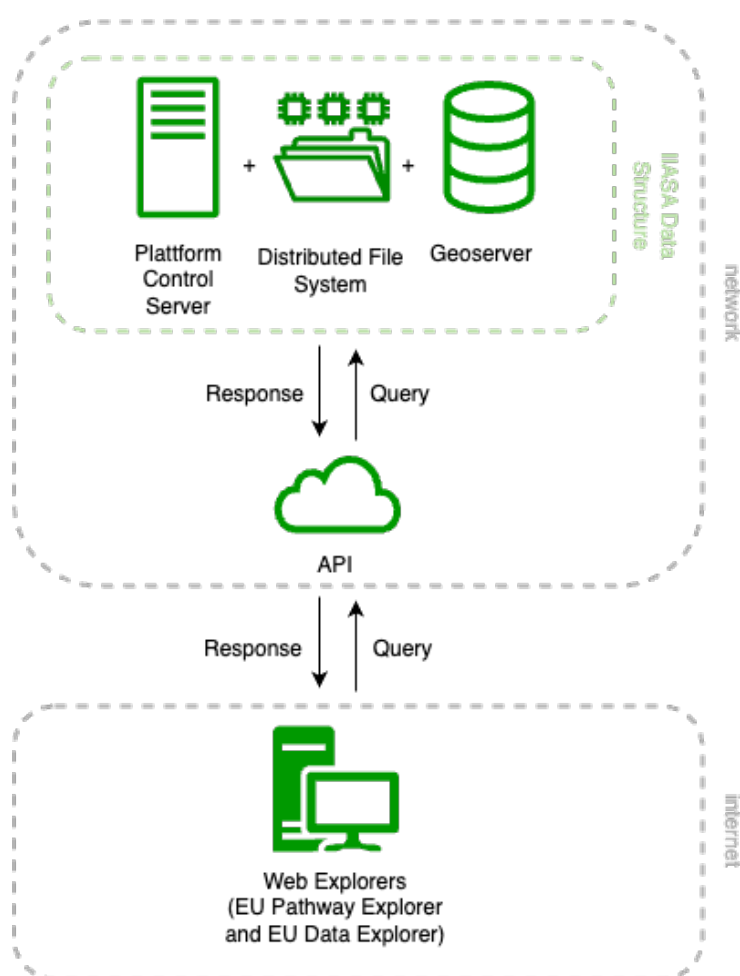 Plattform
Control
Server
+
Distributed File
System
+
Geoserver
IIASA Data
Structure
network
Response
Query
API
Response
Query
internet
Web Explorers
(EU Pathway Explorer
and EU Data Explorer)